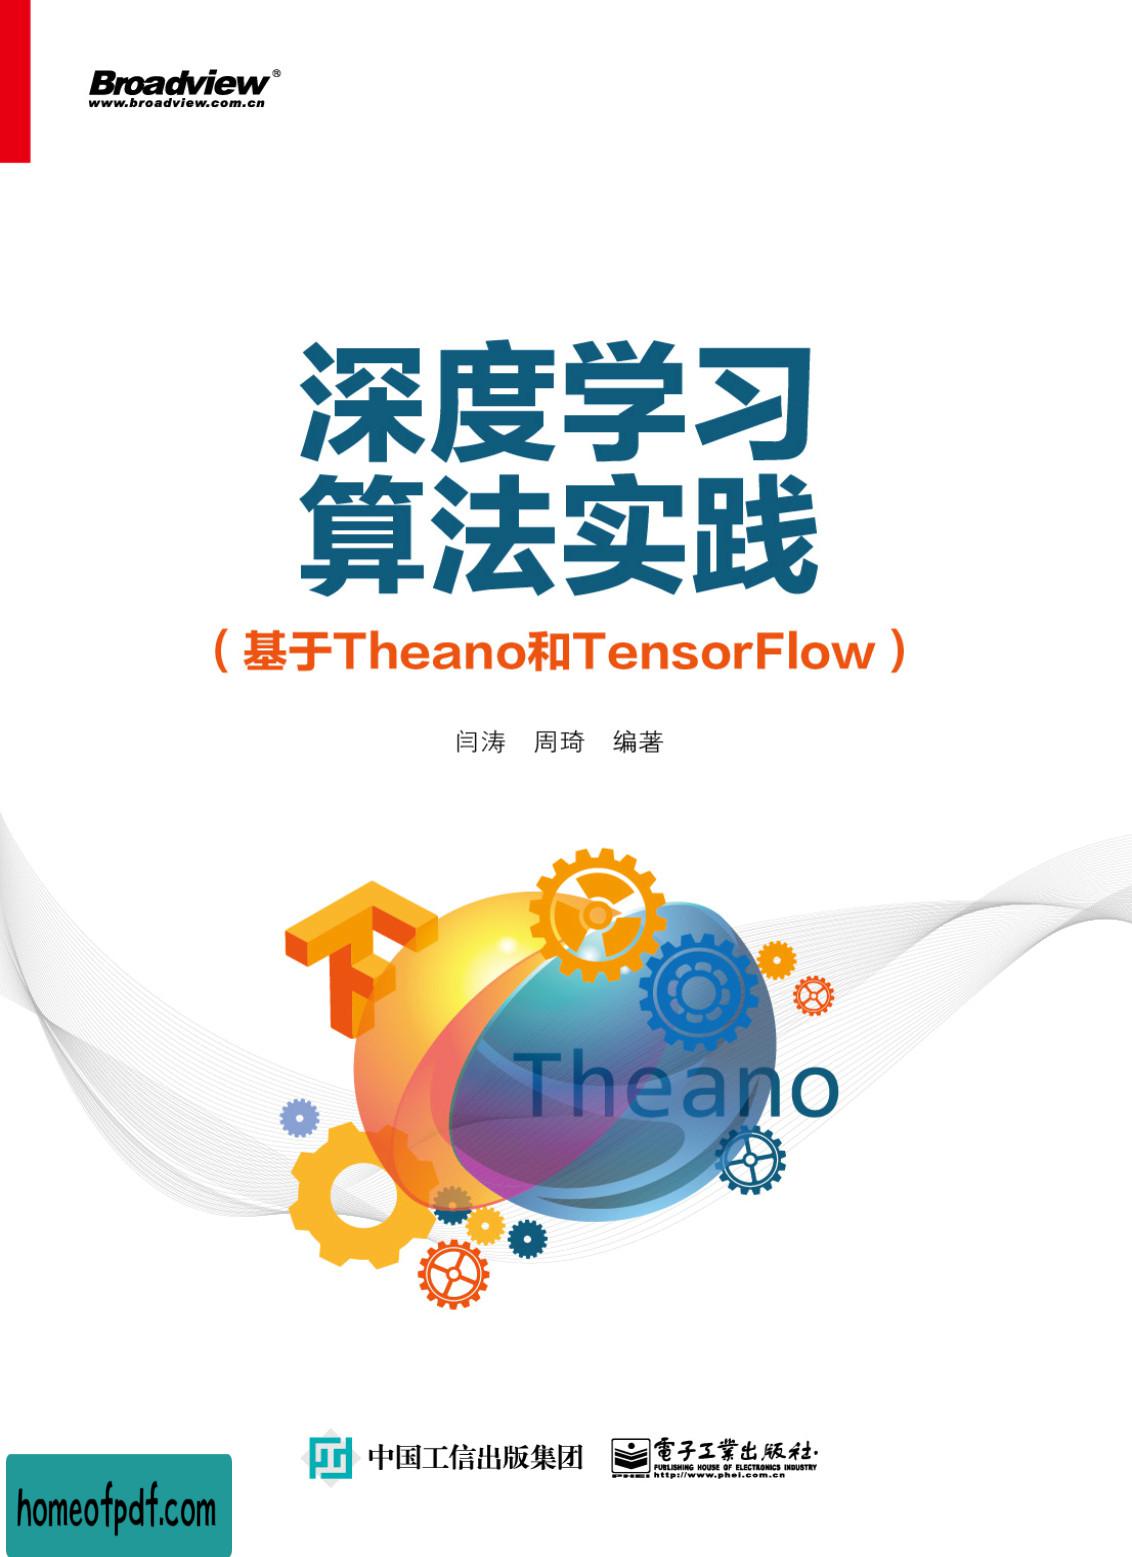 Broadview®
www.broadview.com.cn
深度学习
算法实践
（基于Theano和TensorFlow）
闫涛 周琦 编著
Theano
中国工信出版集团
電子工業出版社·
PUBLISHING HOUSE OF ELECTRONICS INDUSTRY
PHEI http://www.phei.com.cn
homeofpdf.com